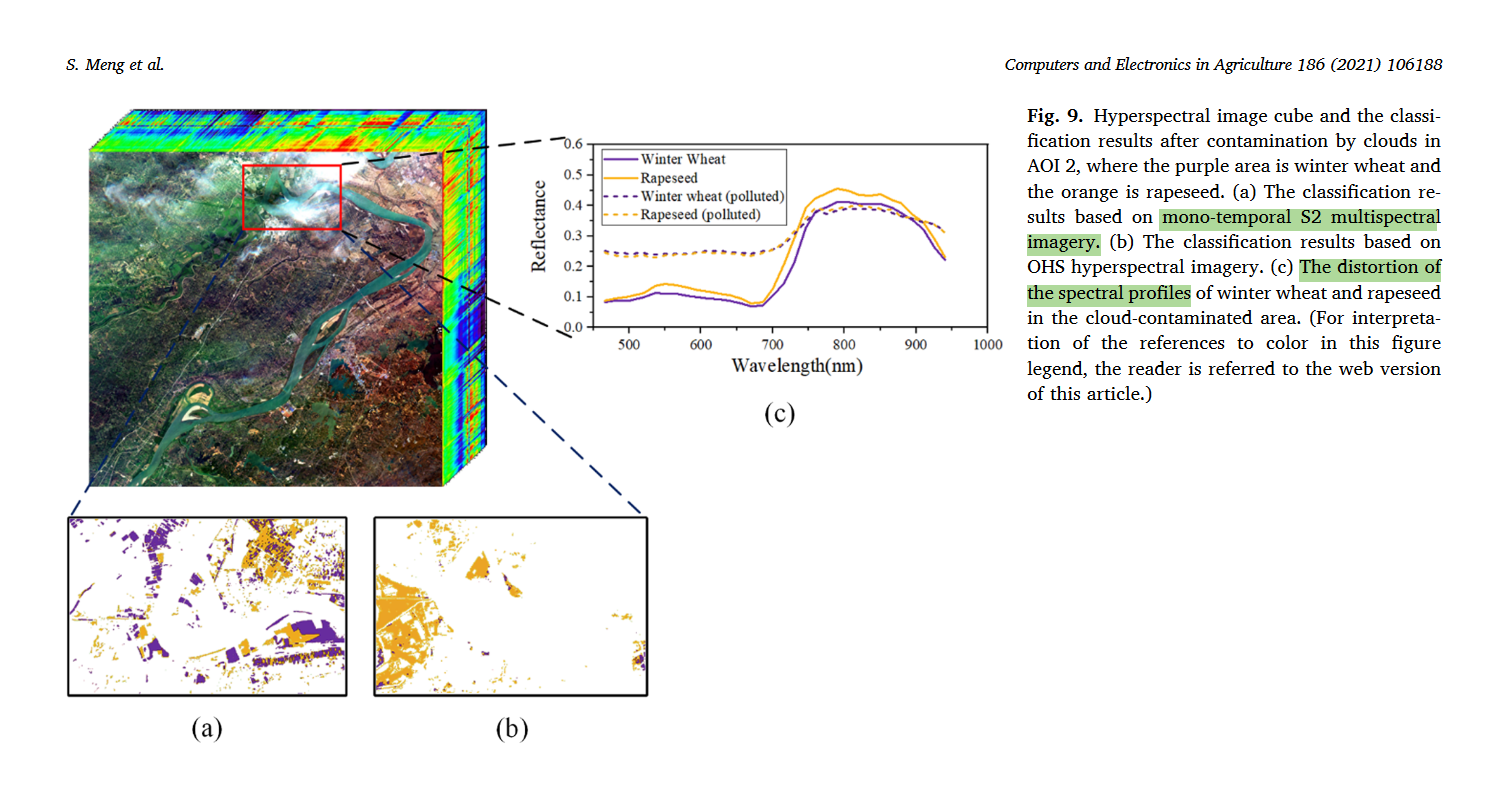 S. Meng et al.
Computers and Electronics in Agriculture 186 (2021) 106188
0.6
0.5
0.4
0.3
0.2
0.1
0.0
Reflectance
Winter Wheat
Rapeseed
Winter wheat (polluted)
Rapeseed (polluted)
500
600
700
800
900
1000
Wavelength(nm)
(c)
(a)
(b)
Fig. 9. Hyperspectral image cube and the classi-
fication results after contamination by clouds in
AOI 2, where the purple area is winter wheat and
the orange is rapeseed. (a) The classification re-
sults based on mono-temporal S2 multispectral
imagery. (b) The classification results based on
OHS hyperspectral imagery. (c) The distortion of
the spectral profiles of winter wheat and rapeseed
in the cloud-contaminated area. (For interpreta-
tion of the references to color in this figure
legend, the reader is referred to the web version
of this article.)